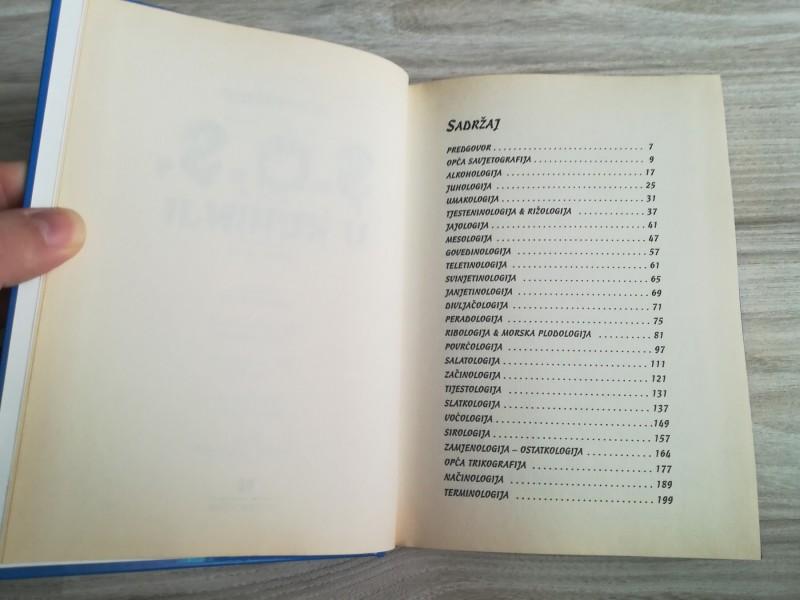 SADRŽAJ
PREDGOVOR . . . . . . . . . . . . . . . . . . . . . . . . . . 7
OPĆA SAVJETOGRAFIJA . . . . . . . . . . . . . . . . . . . 9
ALKOHOLOGIJA . . . . . . . . . . . . . . . . . . . . . . . . 17
JUHOLOGIJA . . . . . . . . . . . . . . . . . . . . . . . . . . 25
UMAKOLOGIJA . . . . . . . . . . . . . . . . . . . . . . . . . 31
TJESTENINOLOGIJA & RIŽOLOGIJA . . . . . . . . . . . . 37
JAJOLOGIJA . . . . . . . . . . . . . . . . . . . . . . . . . . 41
MESOLOGIJA . . . . . . . . . . . . . . . . . . . . . . . . . . 47
GOVEDINOLOGIJA . . . . . . . . . . . . . . . . . . . . . . . 57
TELETINOLOGIJA . . . . . . . . . . . . . . . . . . . . . . . 61
SVINJETINOLOGIJA . . . . . . . . . . . . . . . . . . . . . . 65
JANJETINOLOGIJA . . . . . . . . . . . . . . . . . . . . . . . 69
DIVLJAČOLOGIJA . . . . . . . . . . . . . . . . . . . . . . . . 71
PERADOLOGIJA . . . . . . . . . . . . . . . . . . . . . . . . 75
RIBOLOGIJA & MORSKA PLODOLOGIJA . . . . . . . . . 81
POVRĆOLOGIJA . . . . . . . . . . . . . . . . . . . . . . . . 97
SALATOLOGIJA . . . . . . . . . . . . . . . . . . . . . . . . 111
ZAČINOLOGIJA . . . . . . . . . . . . . . . . . . . . . . . . 121
TIJESTOLOGIJA . . . . . . . . . . . . . . . . . . . . . . . . 131
SLATKOLOGIJA . . . . . . . . . . . . . . . . . . . . . . . . 137
VOĆOLOGIJA . . . . . . . . . . . . . . . . . . . . . . . . . . 149
SIROLOGIJA . . . . . . . . . . . . . . . . . . . . . . . . . . 157
ZAMJENOLOGIJA – OSTATKOLOGIJA . . . . . . . . . . . 164
OPĆA TRIKOGRAFIJA . . . . . . . . . . . . . . . . . . . . 177
NAČINOLOGIJA . . . . . . . . . . . . . . . . . . . . . . . . 189
TERMINOLOGIJA . . . . . . . . . . . . . . . . . . . . . . . 199